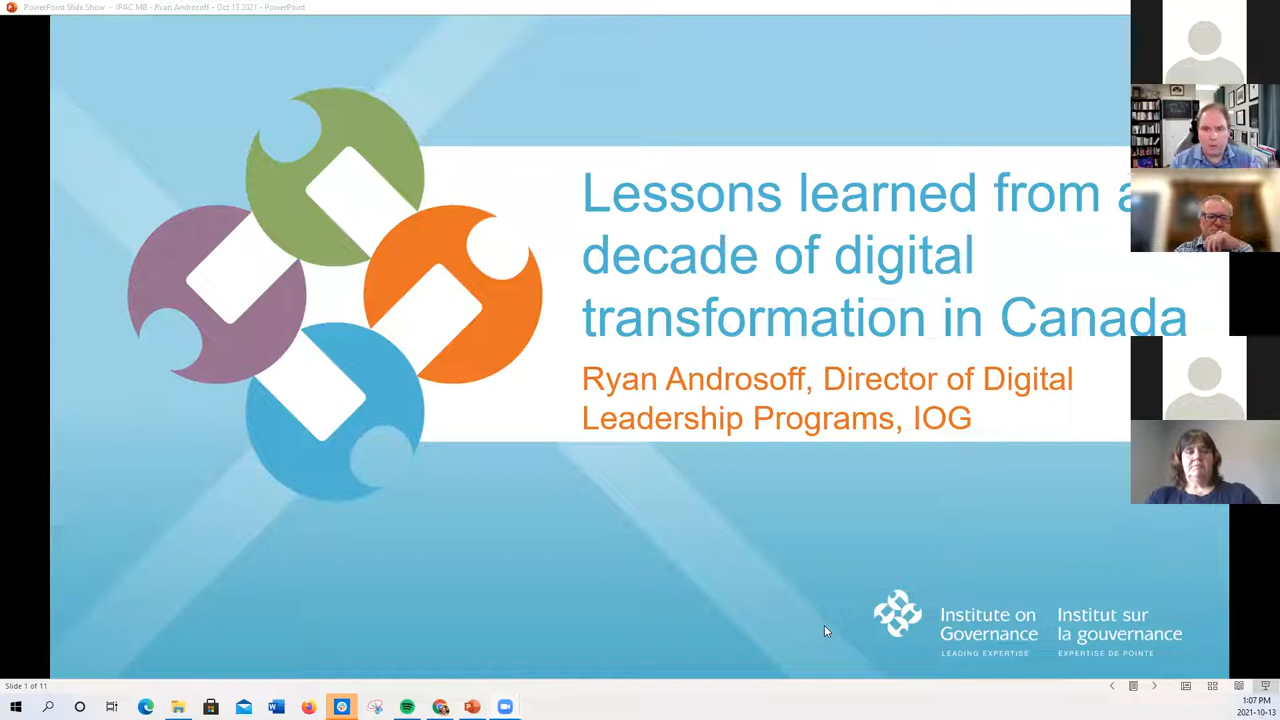 PowerPoint Slide Show - IPAC MB - Ryan Androsoff - Oct 13 2021 - PowerPoint
Lessons learned from a
decade of digital
transformation in Canada
Ryan Androsoff, Director of Digital
Leadership Programs, IOG
Institute on
Governance
LEADING EXPERTISE
Institut sur
la gouvernance
EXPERTISE DE POINTE
Slide 1 of 11
1:07 PM
2021-10-13